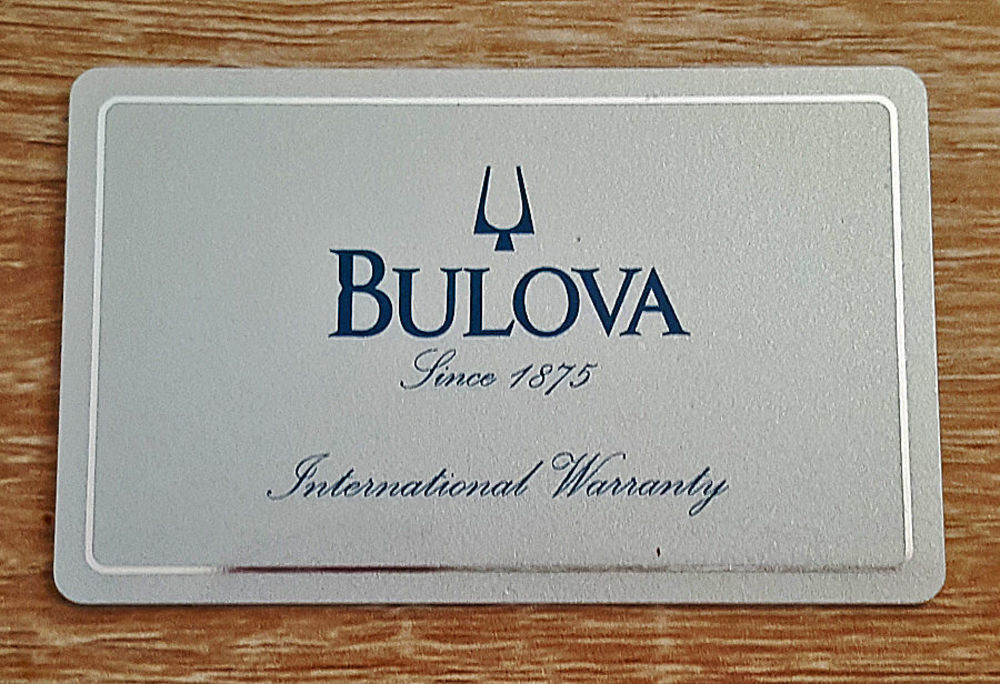 BULOVA
Since 1875
International Warranty